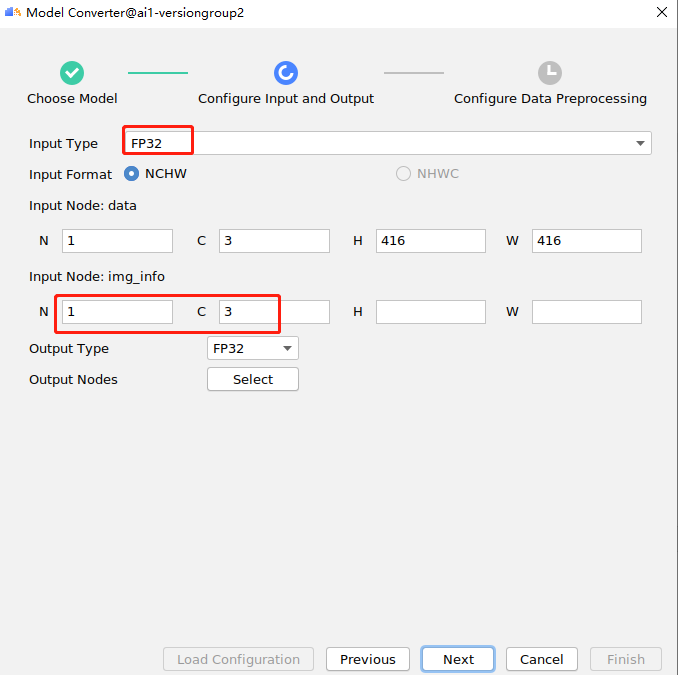 Model Converter@ai1-versiongroup2
Choose Model Configure Input and Output Configure Data Preprocessing
Input Type FP32
Input Format NCHW NHWC
Input Node: data
N 1 C 3 H 416 W 416
Input Node: img_info
N 1 C 3 H W
Output Type FP32
Output Nodes Select
Load Configuration Previous Next Cancel Finish